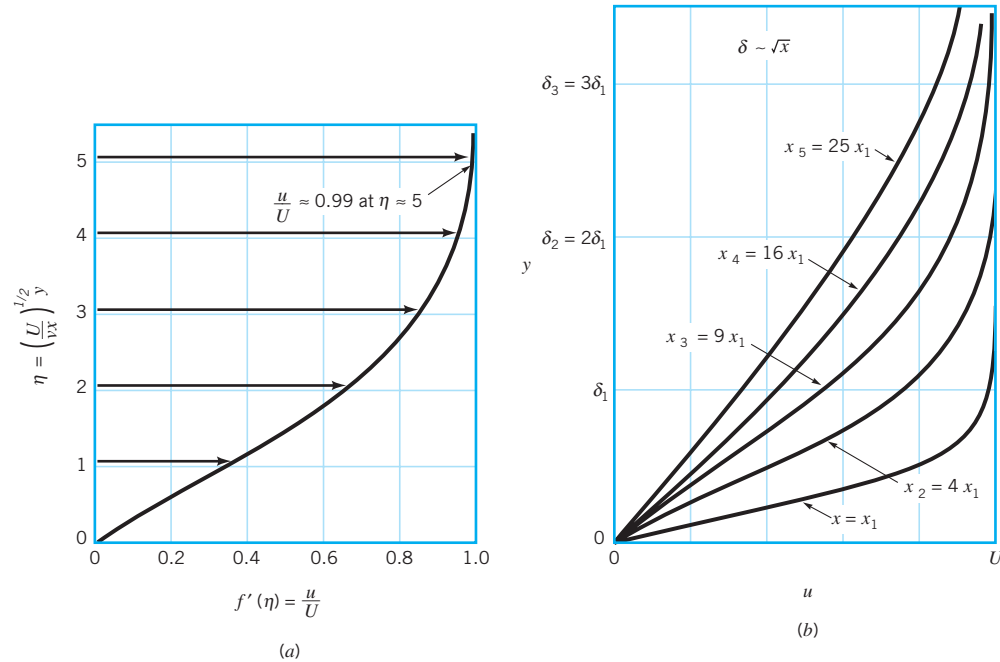 5
4
3
2
1
0
0
0.2
0.4
0.6
0.8
1.0
η = (U/νx)^1/2 y
u/U ≈ 0.99 at η ≈ 5
f′(η) = u/U
(a)
δ ~ √x
δ₃ = 3δ₁
δ₂ = 2δ₁
y
δ₁
0
0
U
x₅ = 25 x₁
x₄ = 16 x₁
x₃ = 9 x₁
x₂ = 4 x₁
x = x₁
u
(b)